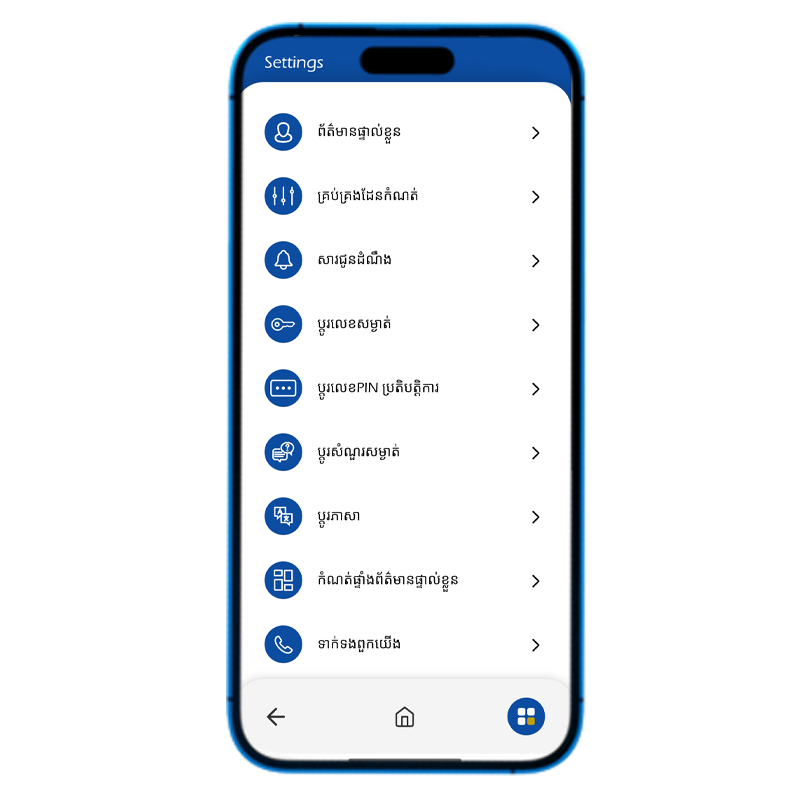 Settings
ព័ត៌មានផ្ទាល់ខ្លួន
គ្រប់គ្រងដែនកំណត់
សារជូនដំណឹង
ប្តូរលេខសម្ងាត់
ប្តូរលេខPIN ប្រតិបត្តិការ
ប្តូរសំណួរសម្ងាត់
ប្តូរភាសា
កំណត់ផ្ទាំងព័ត៌មានផ្ទាល់ខ្លួន
ទាក់ទងពួកយើង